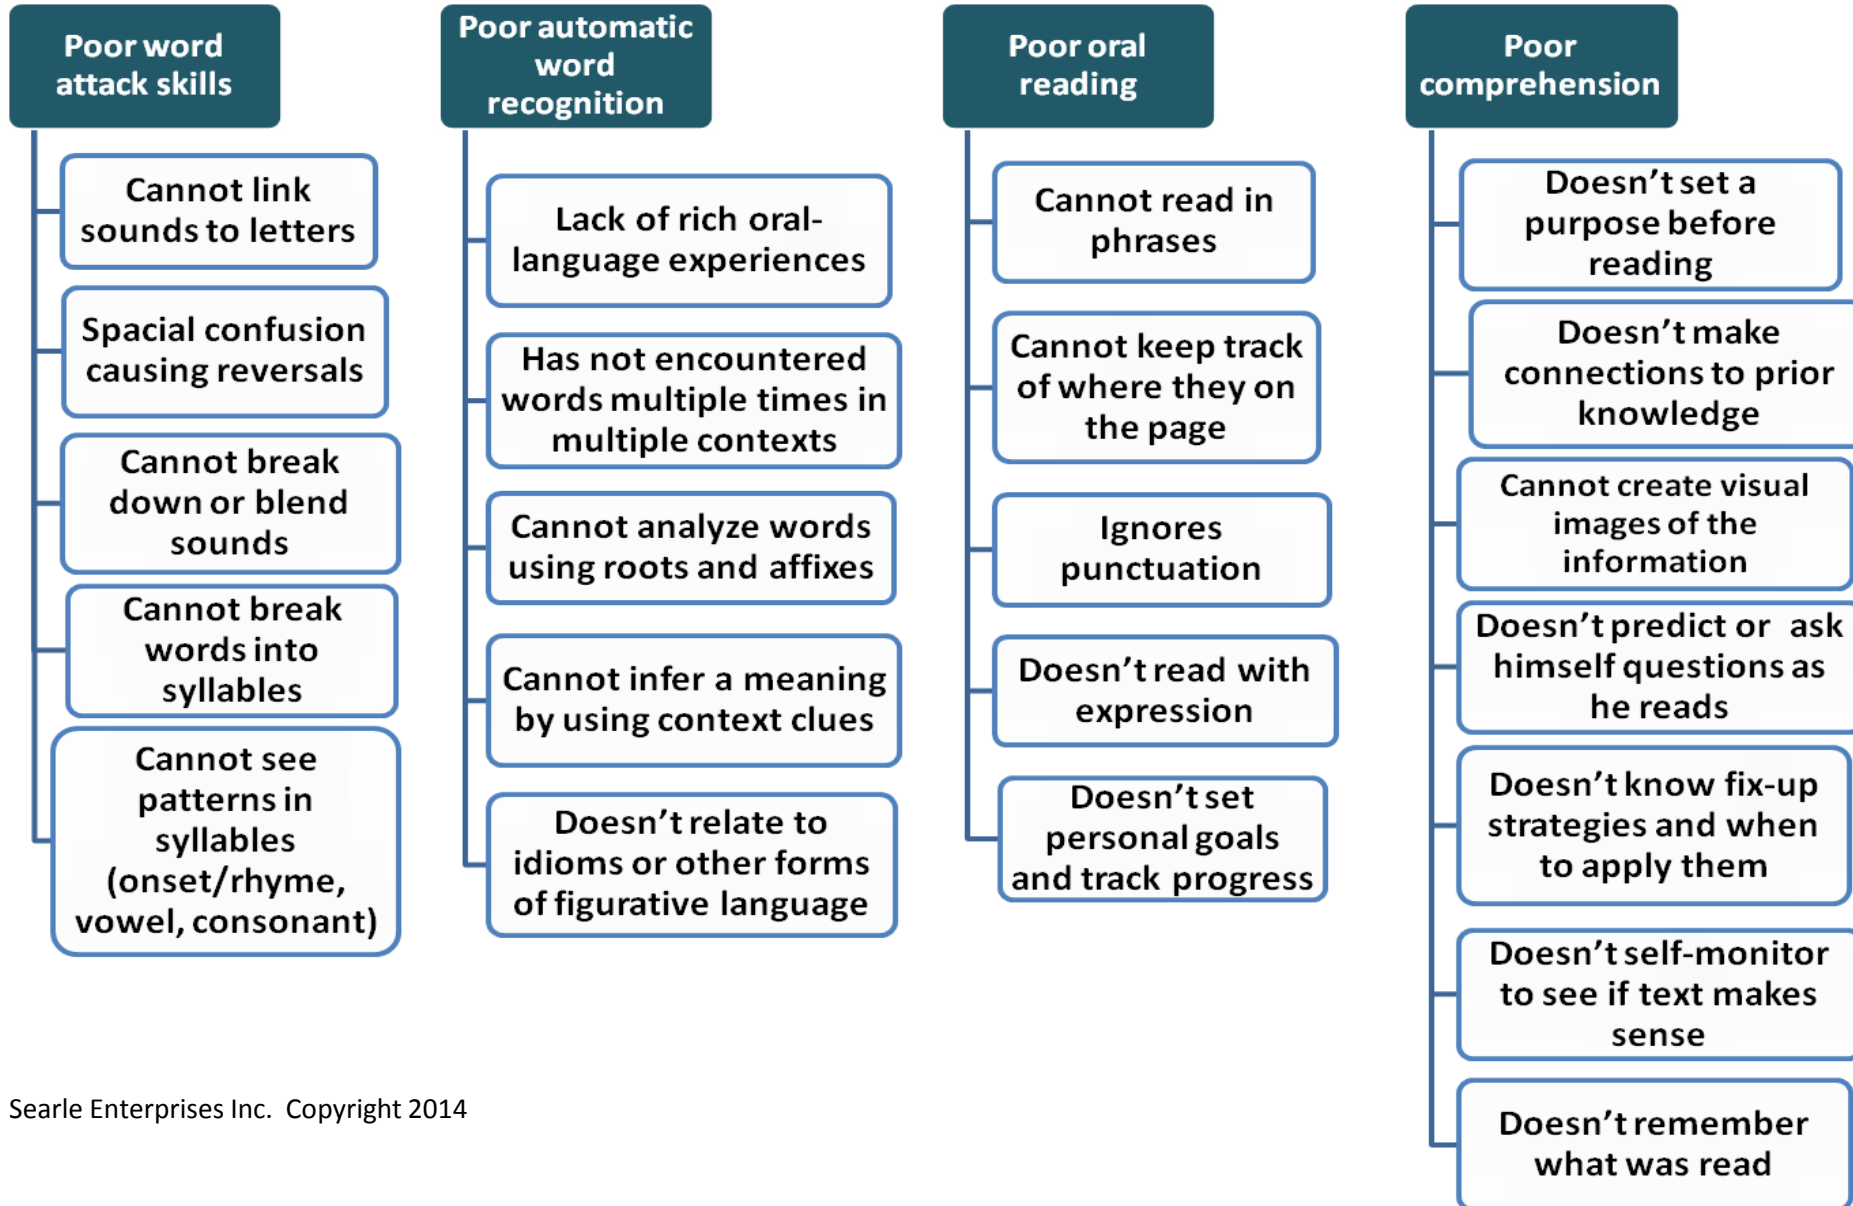 Poor word
attack skills
Cannot link
sounds to letters
Spacial confusion
causing reversals
Cannot break
down or blend
sounds
Cannot break
words into
syllables
Cannot see
patterns in
syllables
(onset/rhyme,
vowel, consonant)
Poor automatic
word
recognition
Lack of rich oral-
language experiences
Has not encountered
words multiple times in
multiple contexts
Cannot analyze words
using roots and affixes
Cannot infer a meaning
by using context clues
Doesn't relate to
idioms or other forms
of figurative language
Poor oral
reading
Cannot read in
phrases
Cannot keep track
of where they on
the page
Ignores
punctuation
Doesn't read with
expression
Doesn't set
personal goals
and track progress
Poor
comprehension
Doesn't set a
purpose before
reading
Doesn't make
connections to prior
knowledge
Cannot create visual
images of the
information
Doesn't predict or ask
himself questions as
he reads
Doesn't know fix-up
strategies and when
to apply them
Doesn't self-monitor
to see if text makes
sense
Doesn't remember
what was read
Searle Enterprises Inc. Copyright 2014